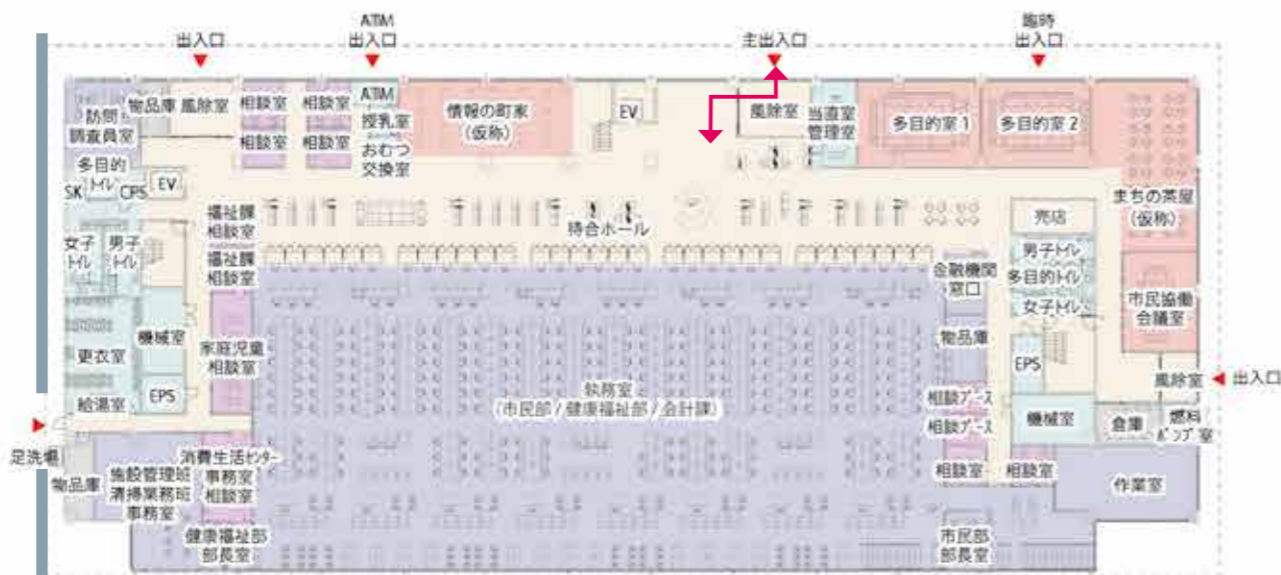 ATM
臨時
出入口
出入口
主出入口
出入口
訪問
調査員室
物品庫
風除室
相談室
相談室
相談室
相談室
ATM
授乳室
おむつ
交換室
情報の町家
(仮称)
EV
風除室
当直室
管理室
多目的室1
多目的室2
まちの茶屋
(仮称)
多目的
トイレ
SK
CPS
EV
女子
トイレ
男子
トイレ
福祉課
相談室
福祉課
相談室
待合ホール
売店
男子トイレ
多目的トイレ
女子トイレ
金融機関
窓口
市民協働
会議室
機械室
更衣室
家庭児童
相談室
物品庫
EPS
風除室
出入口
執務室
(市民部/健康福祉部/会計課)
EPS
給湯室
相談ブース
相談ブース
機械室
倉庫
燃料
ポンプ室
足洗場
物品庫
施設管理班
清掃業務班
事務室
消費生活センター
事務室
相談室
相談室
相談室
作業室
健康福祉部
部長室
市民部
部長室